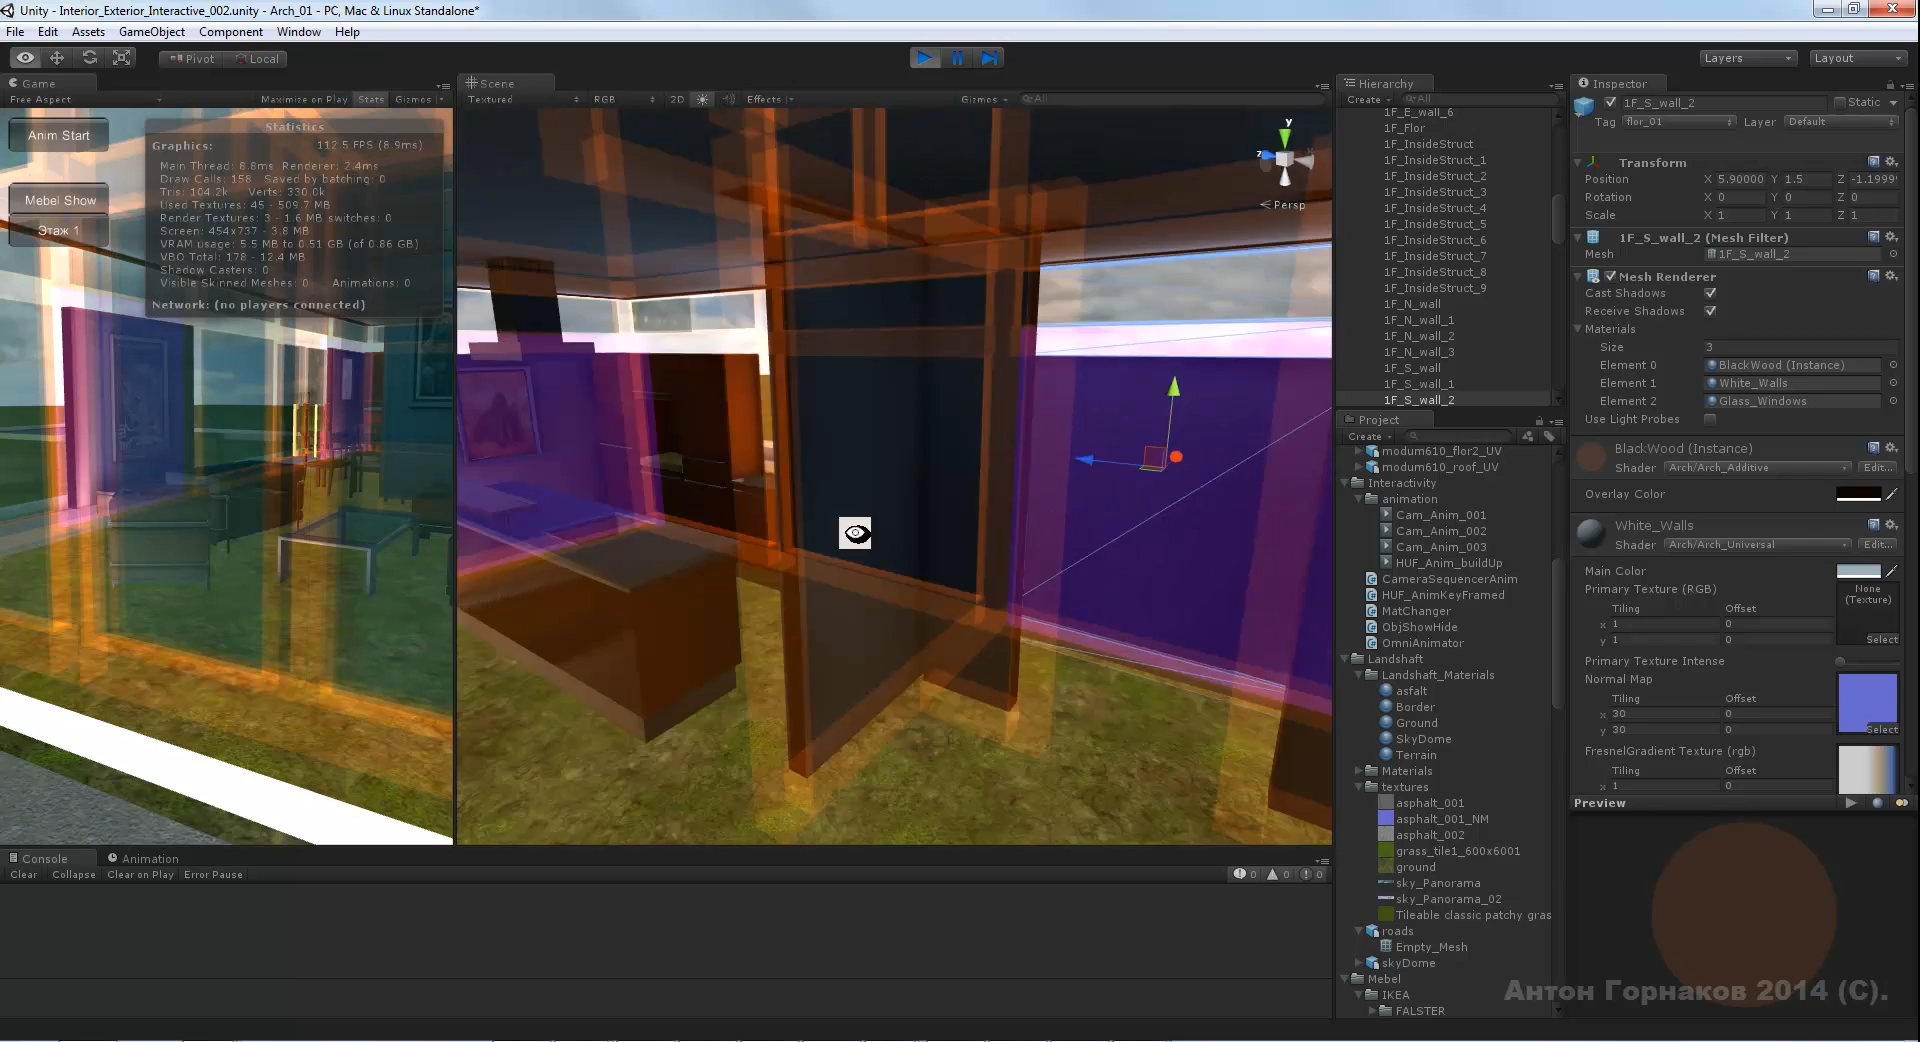 Unity - Interior_Exterior_Interactive_002.unity - Arch_01 - PC, Mac & Linux Standalone*
File Edit Assets GameObject Component Window Help
Pivot Local Layers Layout
Game
Free Aspect Maximize on Play Stats Gizmos
Anim Start
Mebel Show
Этаж 1
Statistics
Graphics: 112.5 FPS (8.9ms)
Main Thread: 8.8ms Renderer: 2.4ms
Draw Calls: 158 Saved by batching: 0
Tris: 104.2k Verts: 330.0k
Used Textures: 45 - 509.7 MB
Render Textures: 3 - 1.6 MB switches: 0
Screen: 454x737 - 3.8 MB
VRAM usage: 5.5 MB to 0.51 GB (of 0.86 GB)
VBO Total: 178 - 12.4 MB
Shadow Casters: 0
Visible Skinned Meshes: 0 Animations: 0
Network: (no players connected)
Scene
Textured RGB 2D Effects Gizmos All
y
z
Persp
Console Animation
Clear Collapse Clear on Play Error Pause 0 0 0
Hierarchy
Create All
1F_E_wall_6
1F_Flor
1F_InsideStruct
1F_InsideStruct_1
1F_InsideStruct_2
1F_InsideStruct_3
1F_InsideStruct_4
1F_InsideStruct_5
1F_InsideStruct_6
1F_InsideStruct_7
1F_InsideStruct_8
1F_InsideStruct_9
1F_N_wall
1F_N_wall_1
1F_N_wall_2
1F_N_wall_3
1F_S_wall
1F_S_wall_1
1F_S_wall_2
Project
Create
modum610_flor2_UV
modum610_roof_UV
Interactivity
animation
Cam_Anim_001
Cam_Anim_002
Cam_Anim_003
HUF_Anim_buildUp
CameraSequencerAnim
HUF_AnimKeyFramed
MatChanger
ObjShowHide
OmniAnimator
Landshaft
Landshaft_Materials
asfalt
Border
Ground
SkyDome
Terrain
Materials
textures
asphalt_001
asphalt_001_NM
asphalt_002
grass_tile1_600x6001
ground
sky_Panorama
sky_Panorama_02
Tileable classic patchy gras
roads
Empty_Mesh
skyDome
Mebel
IKEA
FALSTER
Inspector
1F_S_wall_2 Static
Tag flor_01 Layer Default
Transform
Position X 5.90000 Y 1.5 Z -1.1999
Rotation X 0 Y 0 Z 0
Scale X 1 Y 1 Z 1
1F_S_wall_2 (Mesh Filter)
Mesh 1F_S_wall_2
Mesh Renderer
Cast Shadows
Receive Shadows
Materials
Size 3
Element 0 BlackWood (Instance)
Element 1 White_Walls
Element 2 Glass_Windows
Use Light Probes
BlackWood (Instance)
Shader Arch/Arch_Additive Edit...
Overlay Color
White_Walls
Shader Arch/Arch_Universal Edit...
Main Color
Primary Texture (RGB) None
(Texture)
Tiling Offset
x 1 0
y 1 0 Select
Primary Texture Intense
Normal Map
Tiling Offset
x 30 0
y 30 0 Select
FresnelGradient Texture (rgb)
Tiling Offset
x 1 0
Preview
Антон Горнаков 2014 (C).